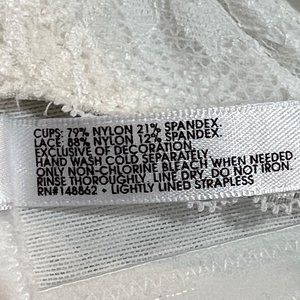 CUPS: 79% NYLON 21% SPANDEX.
LACE: 88% NYLON 12% SPANDEX.
EXCLUSIVE OF DECORATION.
HAND WASH COLD SEPARATELY.
ONLY NON-CHLORINE BLEACH WHEN NEEDED
RINSE THOROUGHLY. LINE DRY. DO NOT IRON.
RN#148862 • LIGHTLY LINED STRAPLESS